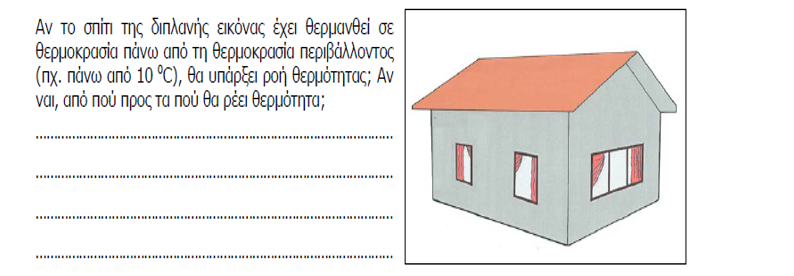 Αν το σπίτι της διπλανής εικόνας έχει θερμανθεί σε
θερμοκρασία πάνω από τη θερμοκρασία περιβάλλοντος
(πχ. πάνω από 10 ⁰C), θα υπάρξει ροή θερμότητας; Αν
ναι, από πού προς τα πού θα ρέει θερμότητα;